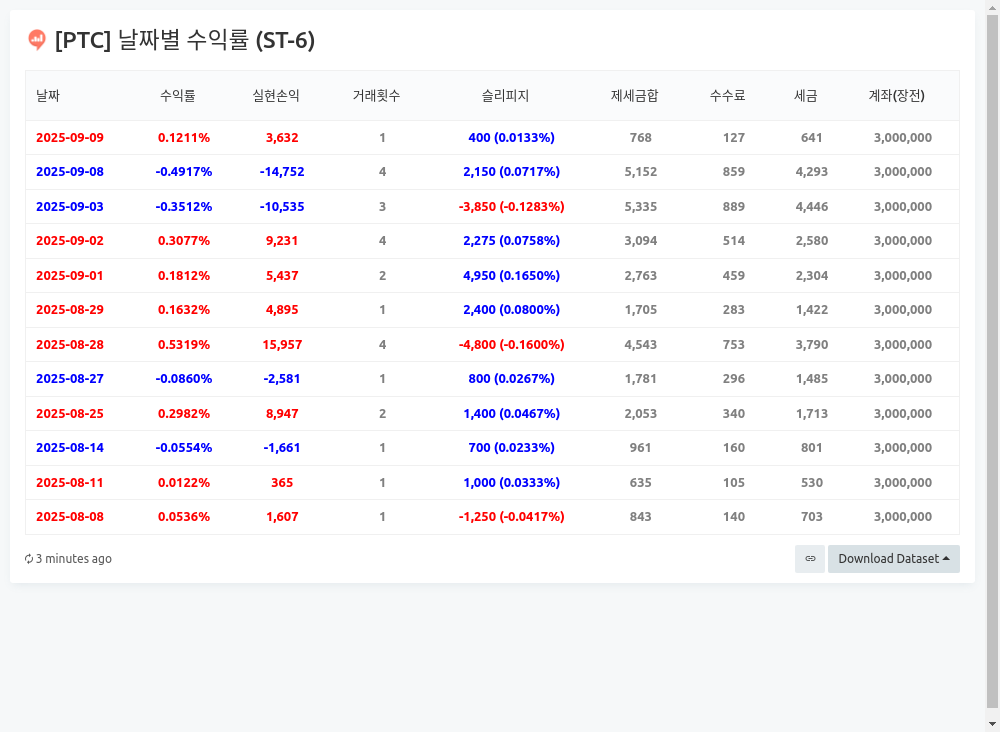 [PTC] 날짜별 수익률 (ST-6)
날짜 수익률 실현손익 거래횟수 슬리피지 제세금합 수수료 세금 계좌(장전)
2025-09-09 0.1211% 3,632 1 400 (0.0133%) 768 127 641 3,000,000
2025-09-08 -0.4917% -14,752 4 2,150 (0.0717%) 5,152 859 4,293 3,000,000
2025-09-03 -0.3512% -10,535 3 -3,850 (-0.1283%) 5,335 889 4,446 3,000,000
2025-09-02 0.3077% 9,231 4 2,275 (0.0758%) 3,094 514 2,580 3,000,000
2025-09-01 0.1812% 5,437 2 4,950 (0.1650%) 2,763 459 2,304 3,000,000
2025-08-29 0.1632% 4,895 1 2,400 (0.0800%) 1,705 283 1,422 3,000,000
2025-08-28 0.5319% 15,957 4 -4,800 (-0.1600%) 4,543 753 3,790 3,000,000
2025-08-27 -0.0860% -2,581 1 800 (0.0267%) 1,781 296 1,485 3,000,000
2025-08-25 0.2982% 8,947 2 1,400 (0.0467%) 2,053 340 1,713 3,000,000
2025-08-14 -0.0554% -1,661 1 700 (0.0233%) 961 160 801 3,000,000
2025-08-11 0.0122% 365 1 1,000 (0.0333%) 635 105 530 3,000,000
2025-08-08 0.0536% 1,607 1 -1,250 (-0.0417%) 843 140 703 3,000,000
3 minutes ago Download Dataset